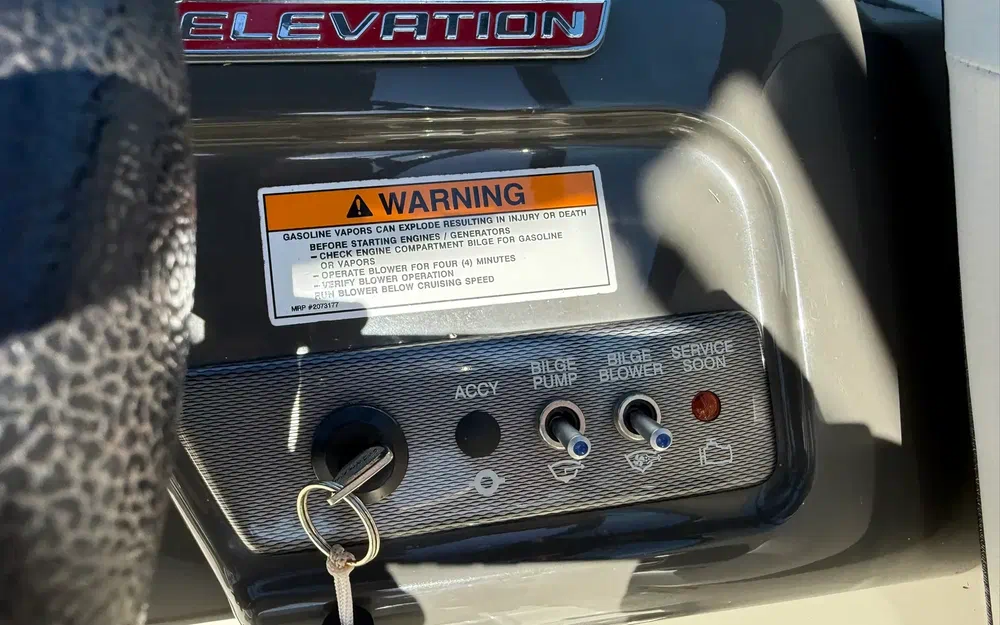 ELEVATION
WARNING
GASOLINE VAPORS CAN EXPLODE RESULTING IN INJURY OR DEATH
BEFORE STARTING ENGINES / GENERATORS
– CHECK ENGINE COMPARTMENT BILGE FOR GASOLINE
OR VAPORS
– OPERATE BLOWER FOR FOUR (4) MINUTES
– VERIFY BLOWER OPERATION
RUN BLOWER BELOW CRUISING SPEED
MRP #2073177
ACCY
BILGE
PUMP
BILGE
BLOWER
SERVICE
SOON